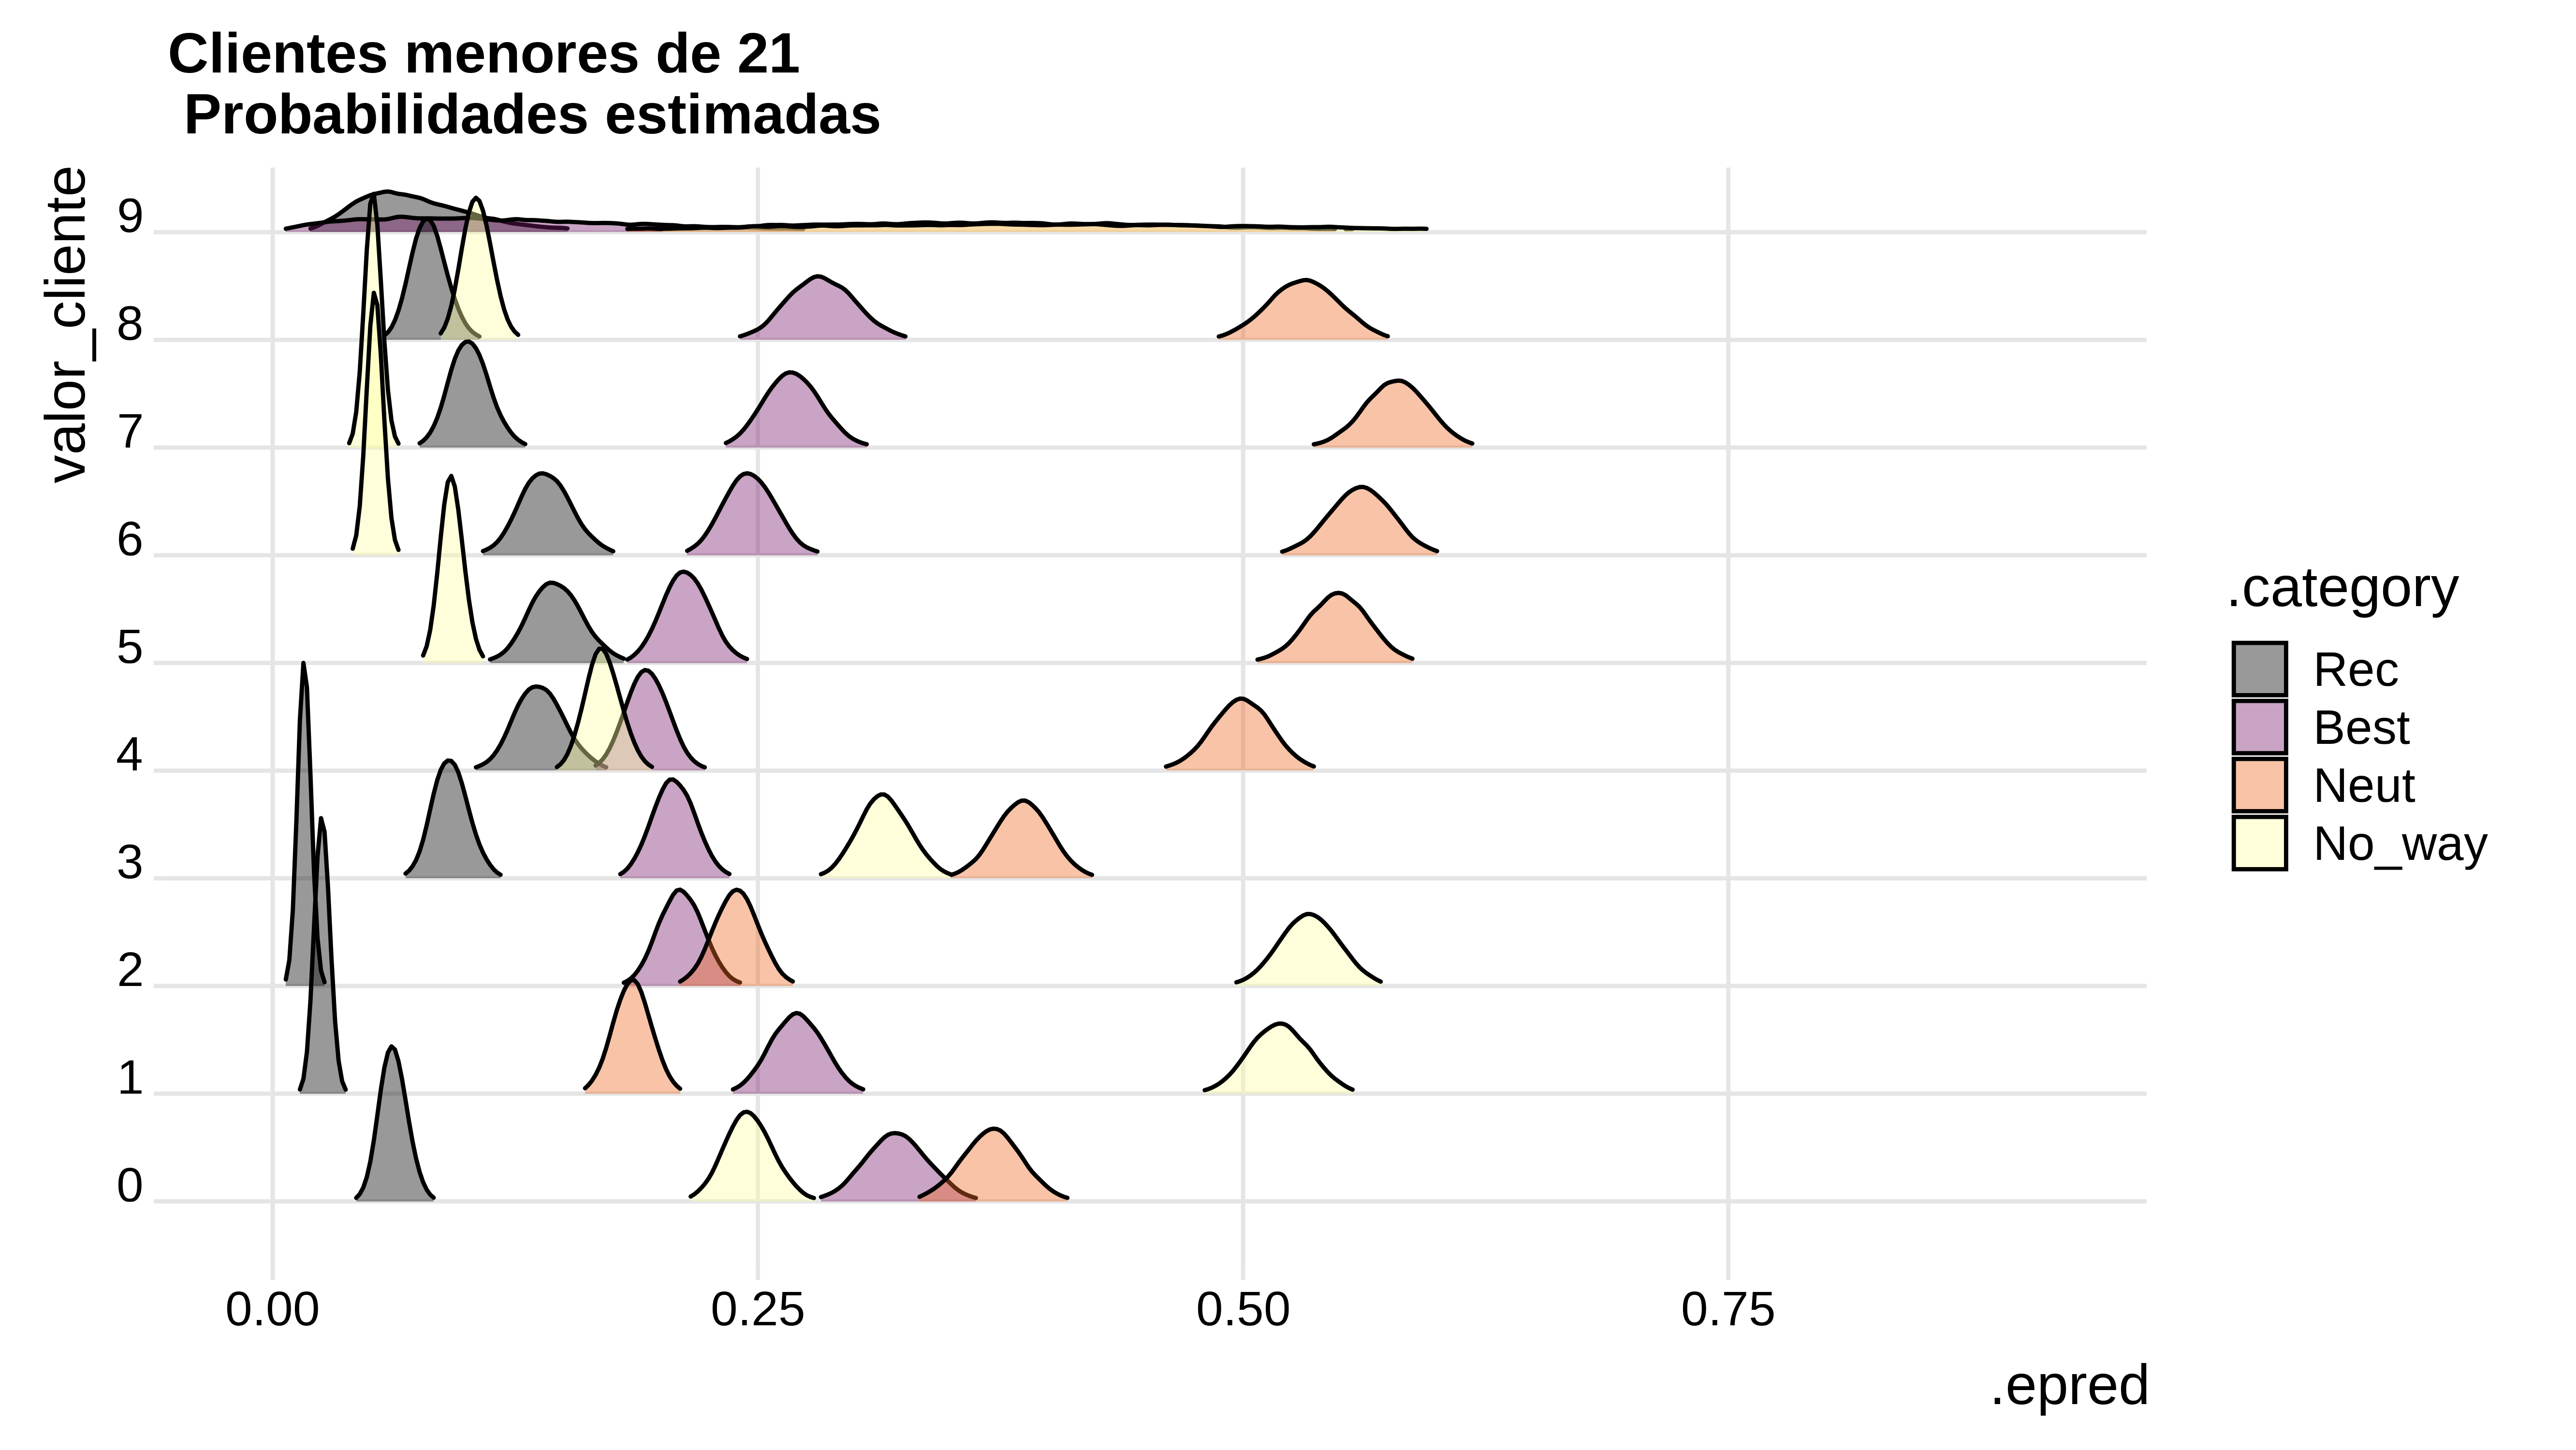 Clientes menores de 21
Probabilidades estimadas
valor_cliente
9
8
7
6
5
4
3
2
1
0
0.00 0.25 0.50 0.75
.epred
.category
Rec
Best
Neut
No_way